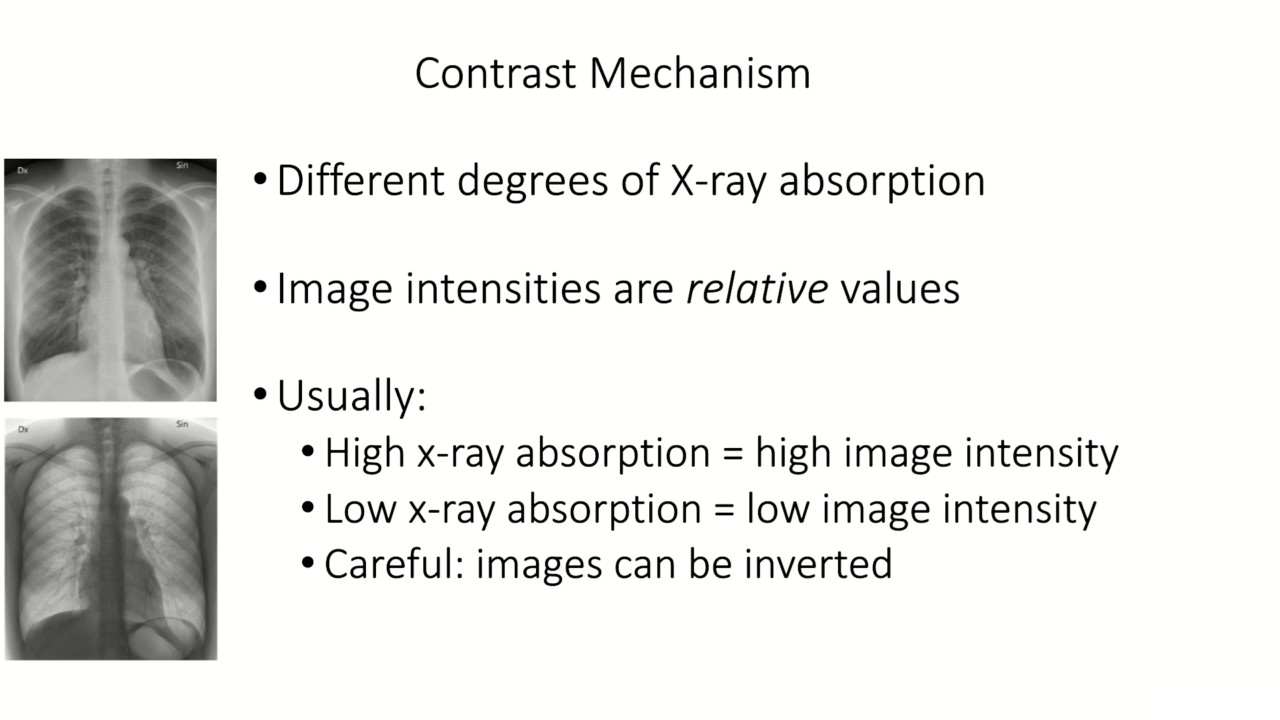 Contrast Mechanism
Dx
Sin
• Different degrees of X-ray absorption
• Image intensities are relative values
• Usually:
Dx
Sin
• High x-ray absorption = high image intensity
• Low x-ray absorption = low image intensity
• Careful: images can be inverted